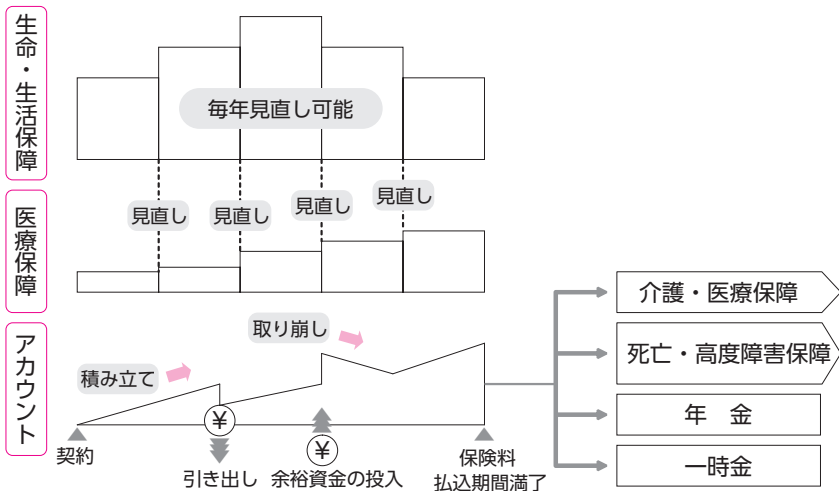 生命・生活保障
毎年見直し可能
見直し
見直し
見直し
見直し
医療保障
アカウント
積み立て
取り崩し
¥
¥
契約
引き出し
余裕資金の投入
保険料
払込期間満了
介護・医療保障
死亡・高度障害保障
年　金
一時金